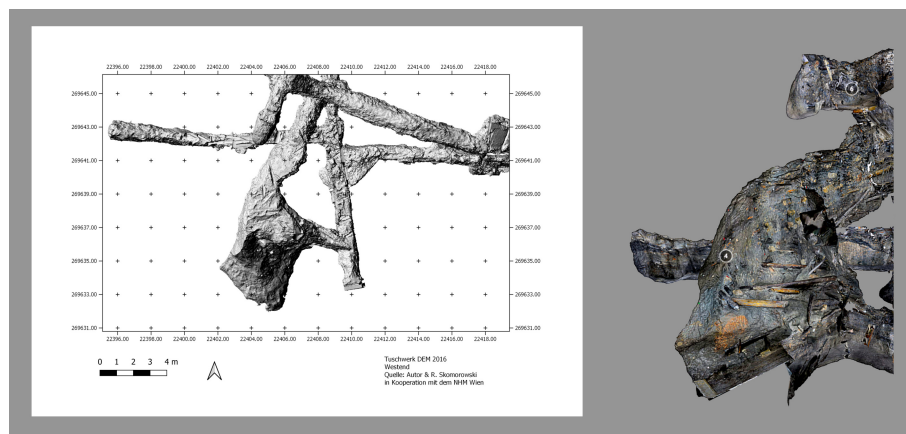 22396.00 22398.00 22400.00 22402.00 22404.00 22406.00 22408.00 22410.00 22412.00 22414.00 22416.00 22418.00
269645.00 269645.00
269643.00 269643.00
269641.00 269641.00
269639.00 269639.00
269637.00 269637.00
269635.00 269635.00
269633.00 269633.00
269631.00 269631.00
22396.00 22398.00 22400.00 22402.00 22404.00 22406.00 22408.00 22410.00 22412.00 22414.00 22416.00 22418.00
0 1 2 3 4 m
Tuschwerk DEM 2016
Westend
Quelle: Autor & R. Skomorowski
in Kooperation mit dem NHM Wien